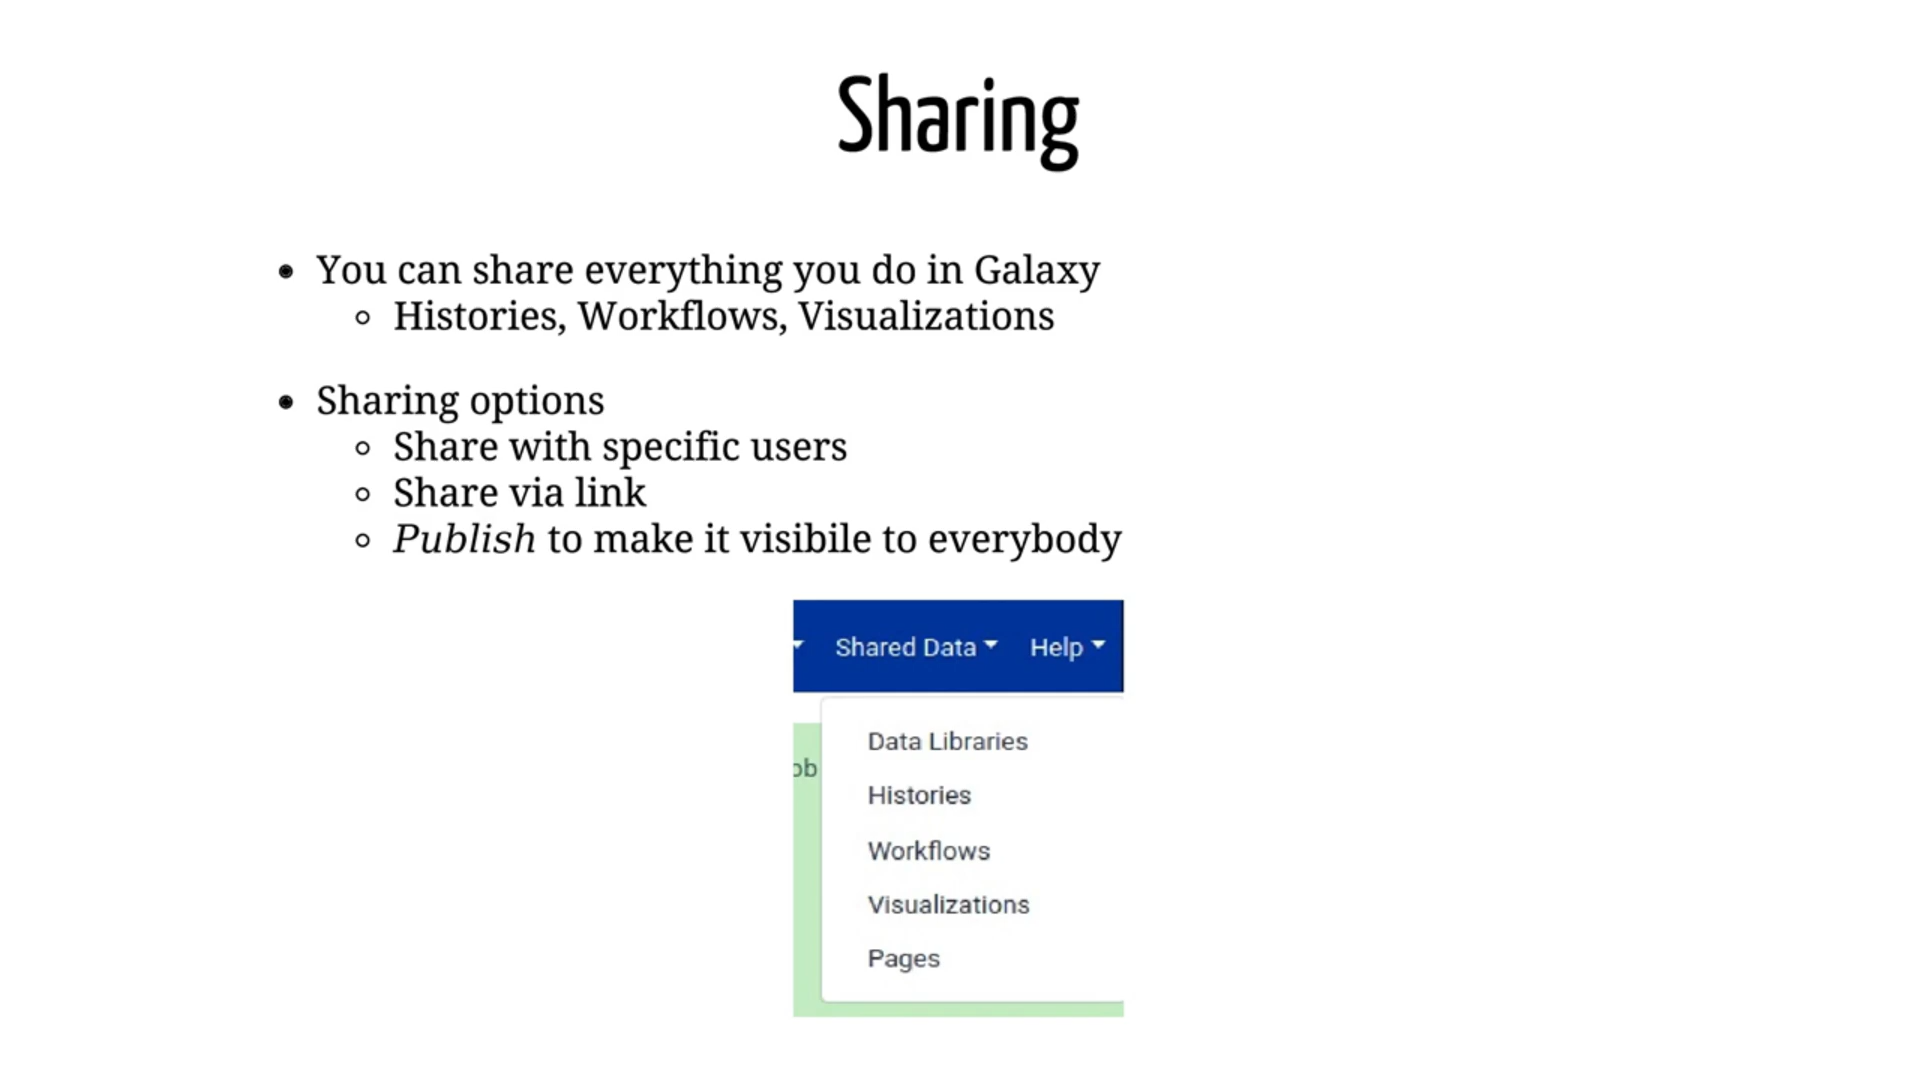 Sharing
You can share everything you do in Galaxy
Histories, Workflows, Visualizations
Sharing options
Share with specific users
Share via link
Publish to make it visibile to everybody
Shared Data Help
Data Libraries
ob
Histories
Workflows
Visualizations
Pages